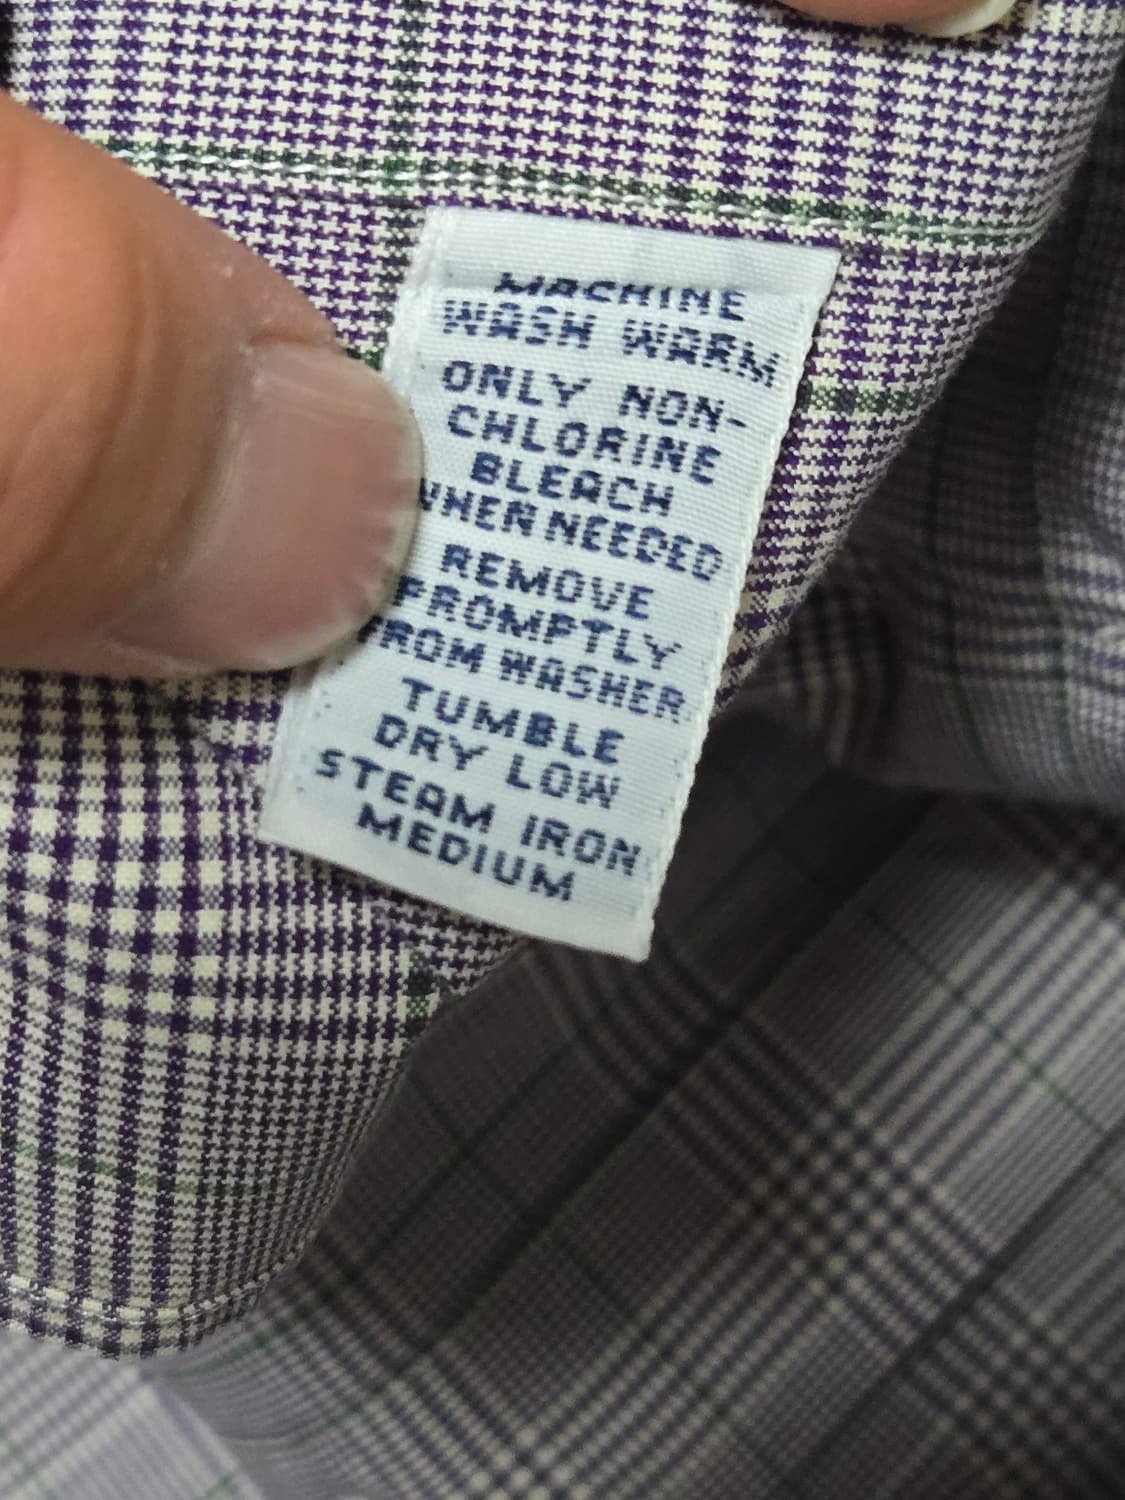 MACHINE
WASH WARM
ONLY NON-
CHLORINE
BLEACH
WHEN NEEDED
REMOVE
PROMPTLY
FROM WASHER
TUMBLE
DRY LOW
STEAM IRON
MEDIUM